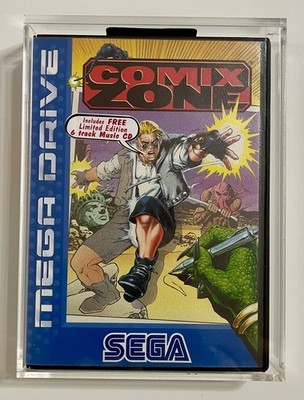 COMIX
ZONE
Includes FREE
Limited Edition
6 track Music CD
MEGA DRIVE
SEGA